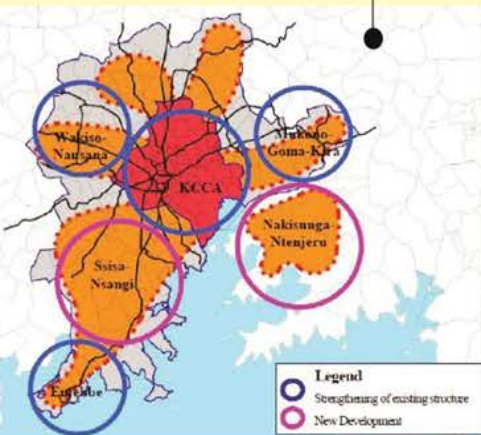 Wakiso-
Nansana
Mukono-
Goma-Kira
KCCA
Nakisunga-
Ntenjeru
Ssisa-
Nsangi
Entebbe
Legend
Strengthening of existing structure
New Development